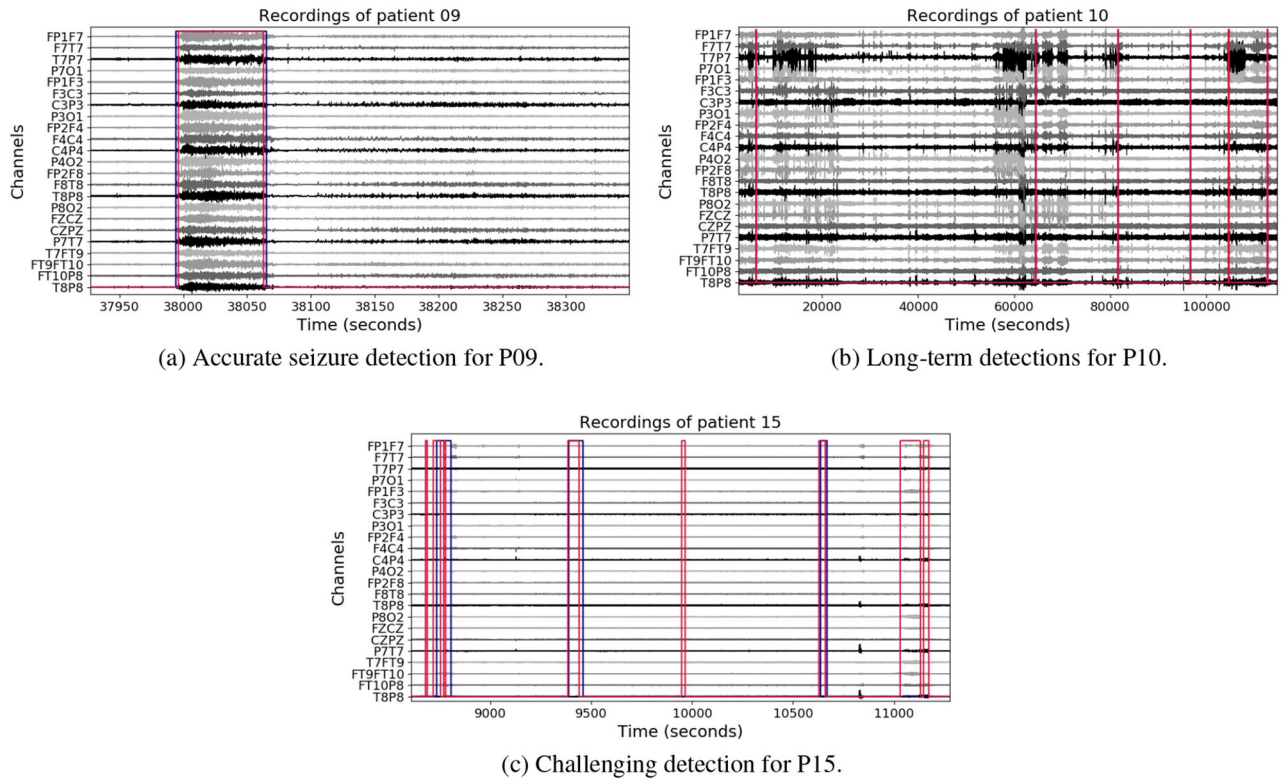 Recordings of patient 09
FP1F7
F7T7
T7P7
P7O1
FP1F3
F3C3
C3P3
P3O1
FP2F4
F4C4
C4P4
P4O2
FP2F8
F8T8
T8P8
P8O2
FZCZ
CZPZ
P7T7
T7FT9
FT9FT10
FT10P8
T8P8
Channels
37950 38000 38050 38100 38150 38200 38250 38300
Time (seconds)
(a) Accurate seizure detection for P09.
Recordings of patient 10
FP1F7
F7T7
T7P7
P7O1
FP1F3
F3C3
C3P3
P3O1
FP2F4
F4C4
C4P4
P4O2
FP2F8
F8T8
T8P8
P8O2
FZCZ
CZPZ
P7T7
T7FT9
FT9FT10
FT10P8
T8P8
Channels
20000 40000 60000 80000 100000
Time (seconds)
(b) Long-term detections for P10.
Recordings of patient 15
FP1F7
F7T7
T7P7
P7O1
FP1F3
F3C3
C3P3
P3O1
FP2F4
F4C4
C4P4
P4O2
FP2F8
F8T8
T8P8
P8O2
FZCZ
CZPZ
P7T7
T7FT9
FT9FT10
FT10P8
T8P8
Channels
9000 9500 10000 10500 11000
Time (seconds)
(c) Challenging detection for P15.